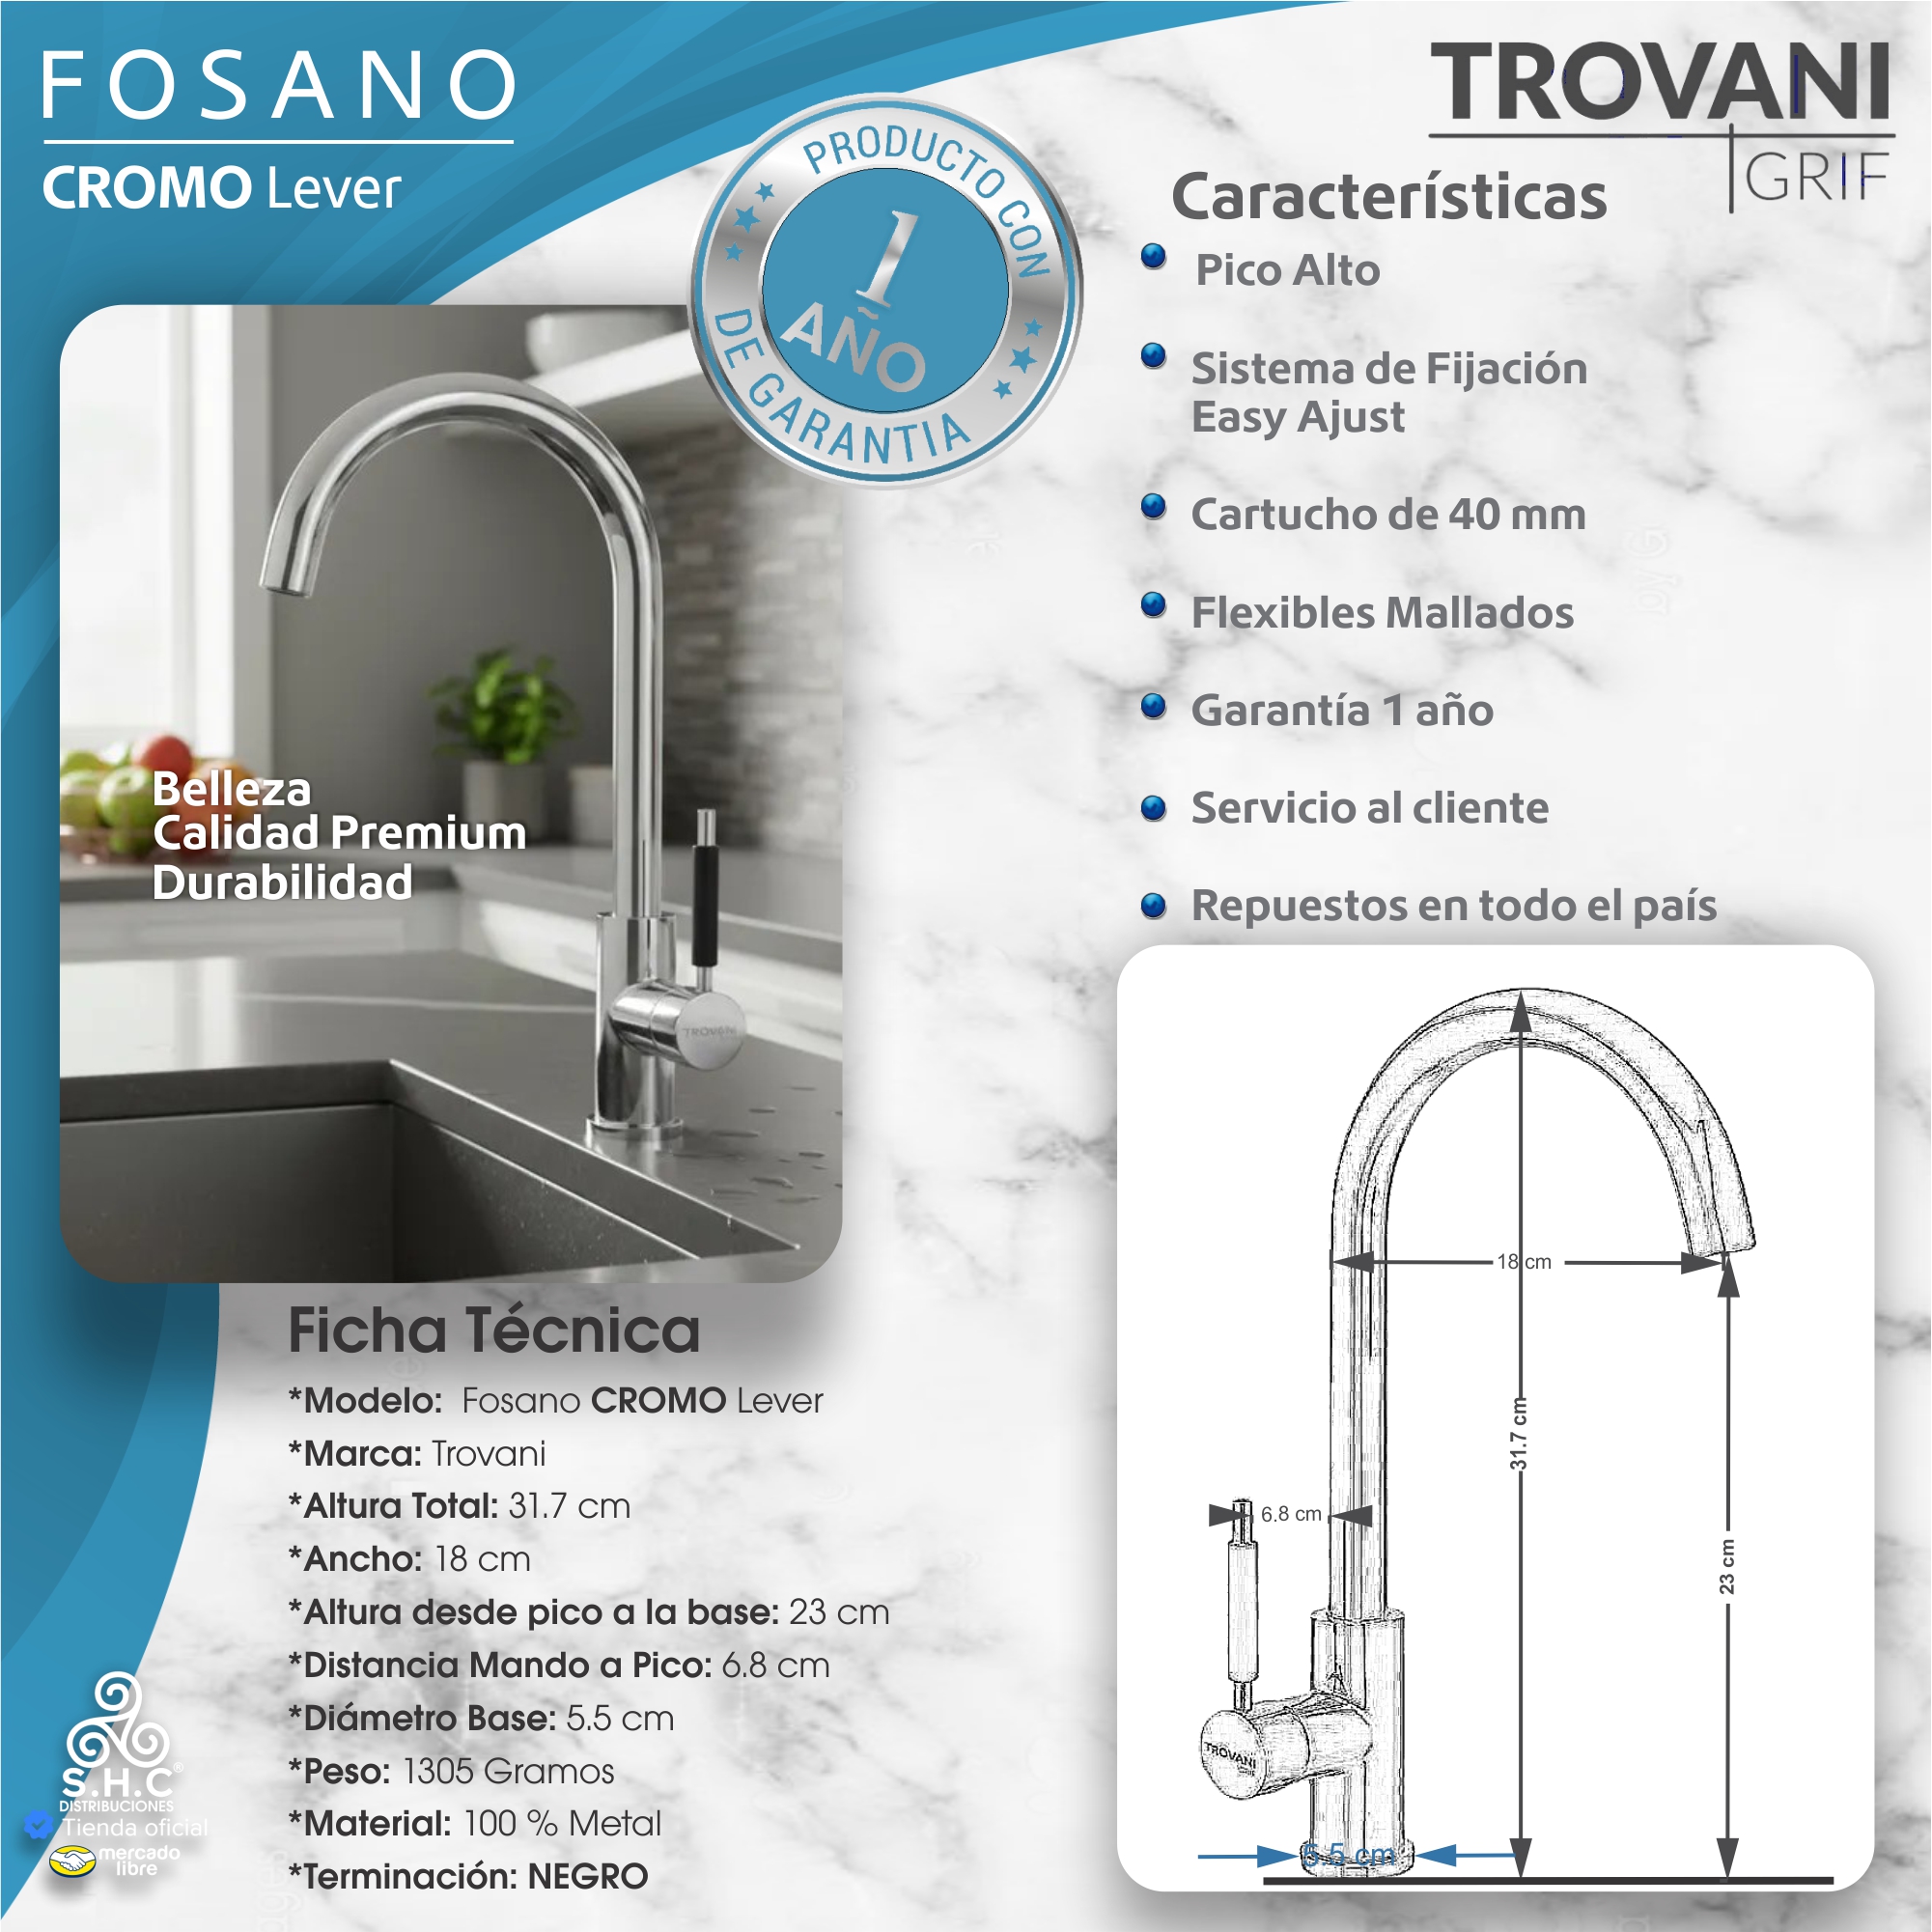 FOSANO
CROMO Lever
PRODUCTO CON
1
AÑO
DE GARANTIA
TROVANI
GRIF
Características
Pico Alto
Sistema de Fijación
Easy Ajust
Cartucho de 40 mm
Flexibles Mallados
Garantía 1 año
Servicio al cliente
Repuestos en todo el país
Belleza
Calidad Premium
Durabilidad
TROVANI
18 cm
31.7 cm
6.8 cm
23 cm
TROVANI
5.5 cm
Ficha Técnica
*Modelo: Fosano CROMO Lever
*Marca: Trovani
*Altura Total: 31.7 cm
*Ancho: 18 cm
*Altura desde pico a la base: 23 cm
*Distancia Mando a Pico: 6.8 cm
*Diámetro Base: 5.5 cm
*Peso: 1305 Gramos
*Material: 100 % Metal
*Terminación: NEGRO
S.H.C®
DISTRIBUCIONES
Tienda oficial
mercado
libre